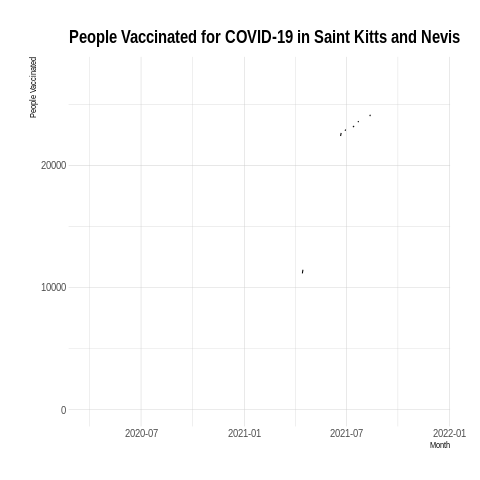 People Vaccinated for COVID-19 in Saint Kitts and Nevis
People Vaccinated
20000
10000
0
2020-07 2021-01 2021-07 2022-01
Month